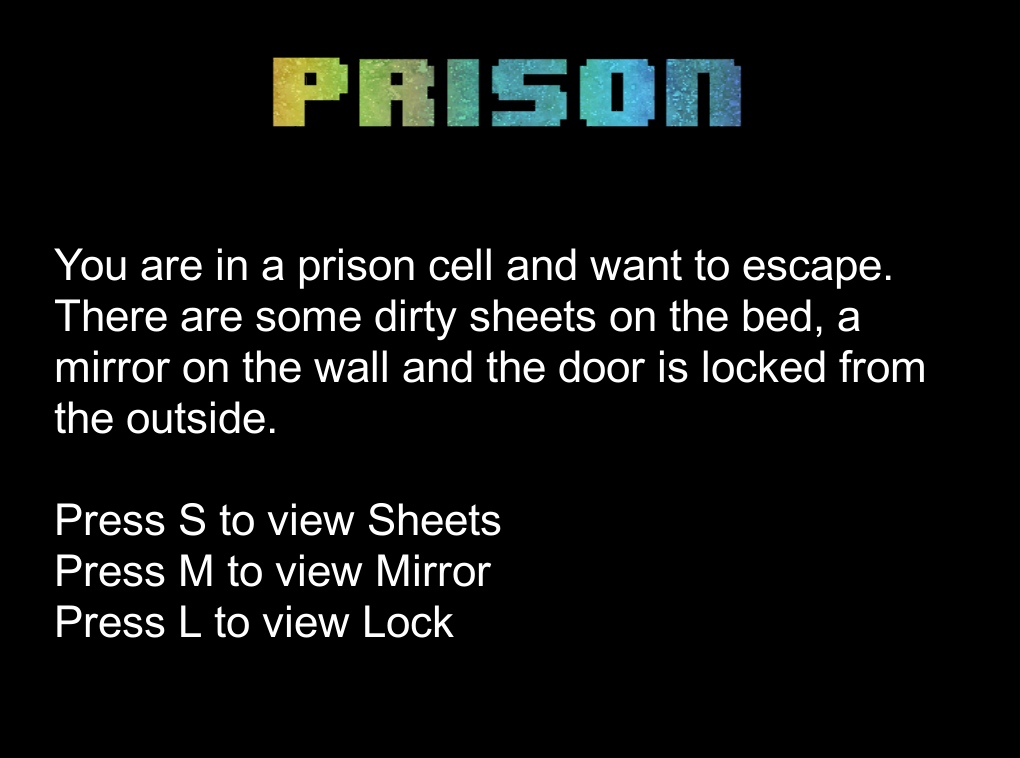 PRISON
You are in a prison cell and want to escape.
There are some dirty sheets on the bed, a
mirror on the wall and the door is locked from
the outside.
Press S to view Sheets
Press M to view Mirror
Press L to view Lock